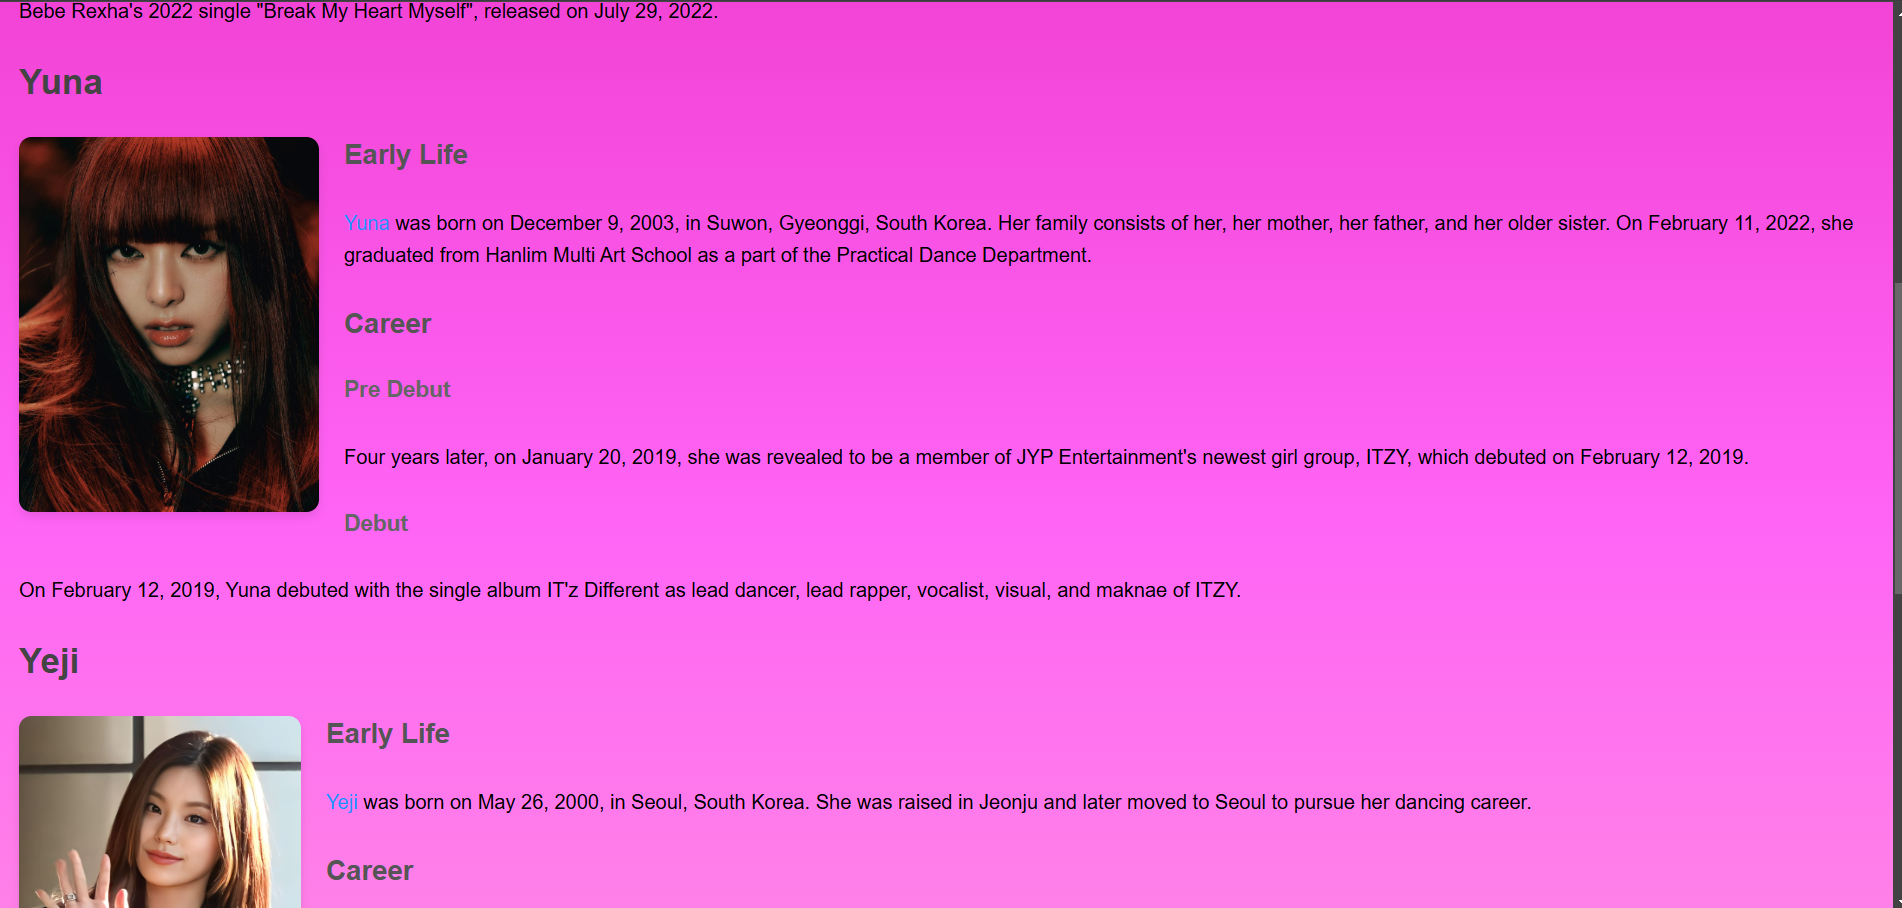 Bebe Rexha's 2022 single "Break My Heart Myself", released on July 29, 2022.
Yuna
Early Life
Yuna was born on December 9, 2003, in Suwon, Gyeonggi, South Korea. Her family consists of her, her mother, her father, and her older sister. On February 11, 2022, she
graduated from Hanlim Multi Art School as a part of the Practical Dance Department.
Career
Pre Debut
Four years later, on January 20, 2019, she was revealed to be a member of JYP Entertainment's newest girl group, ITZY, which debuted on February 12, 2019.
Debut
On February 12, 2019, Yuna debuted with the single album IT'z Different as lead dancer, lead rapper, vocalist, visual, and maknae of ITZY.
Yeji
Early Life
Yeji was born on May 26, 2000, in Seoul, South Korea. She was raised in Jeonju and later moved to Seoul to pursue her dancing career.
Career